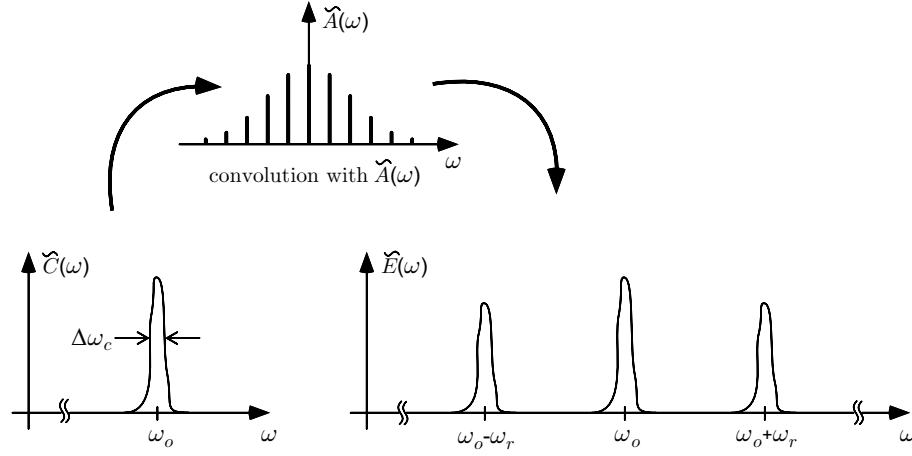 Ã(ω)
ω
convolution with Ã(ω)
C̃(ω)
Δω_c
ω_o
ω
Ẽ(ω)
ω_o-ω_r
ω_o
ω_o+ω_r
ω